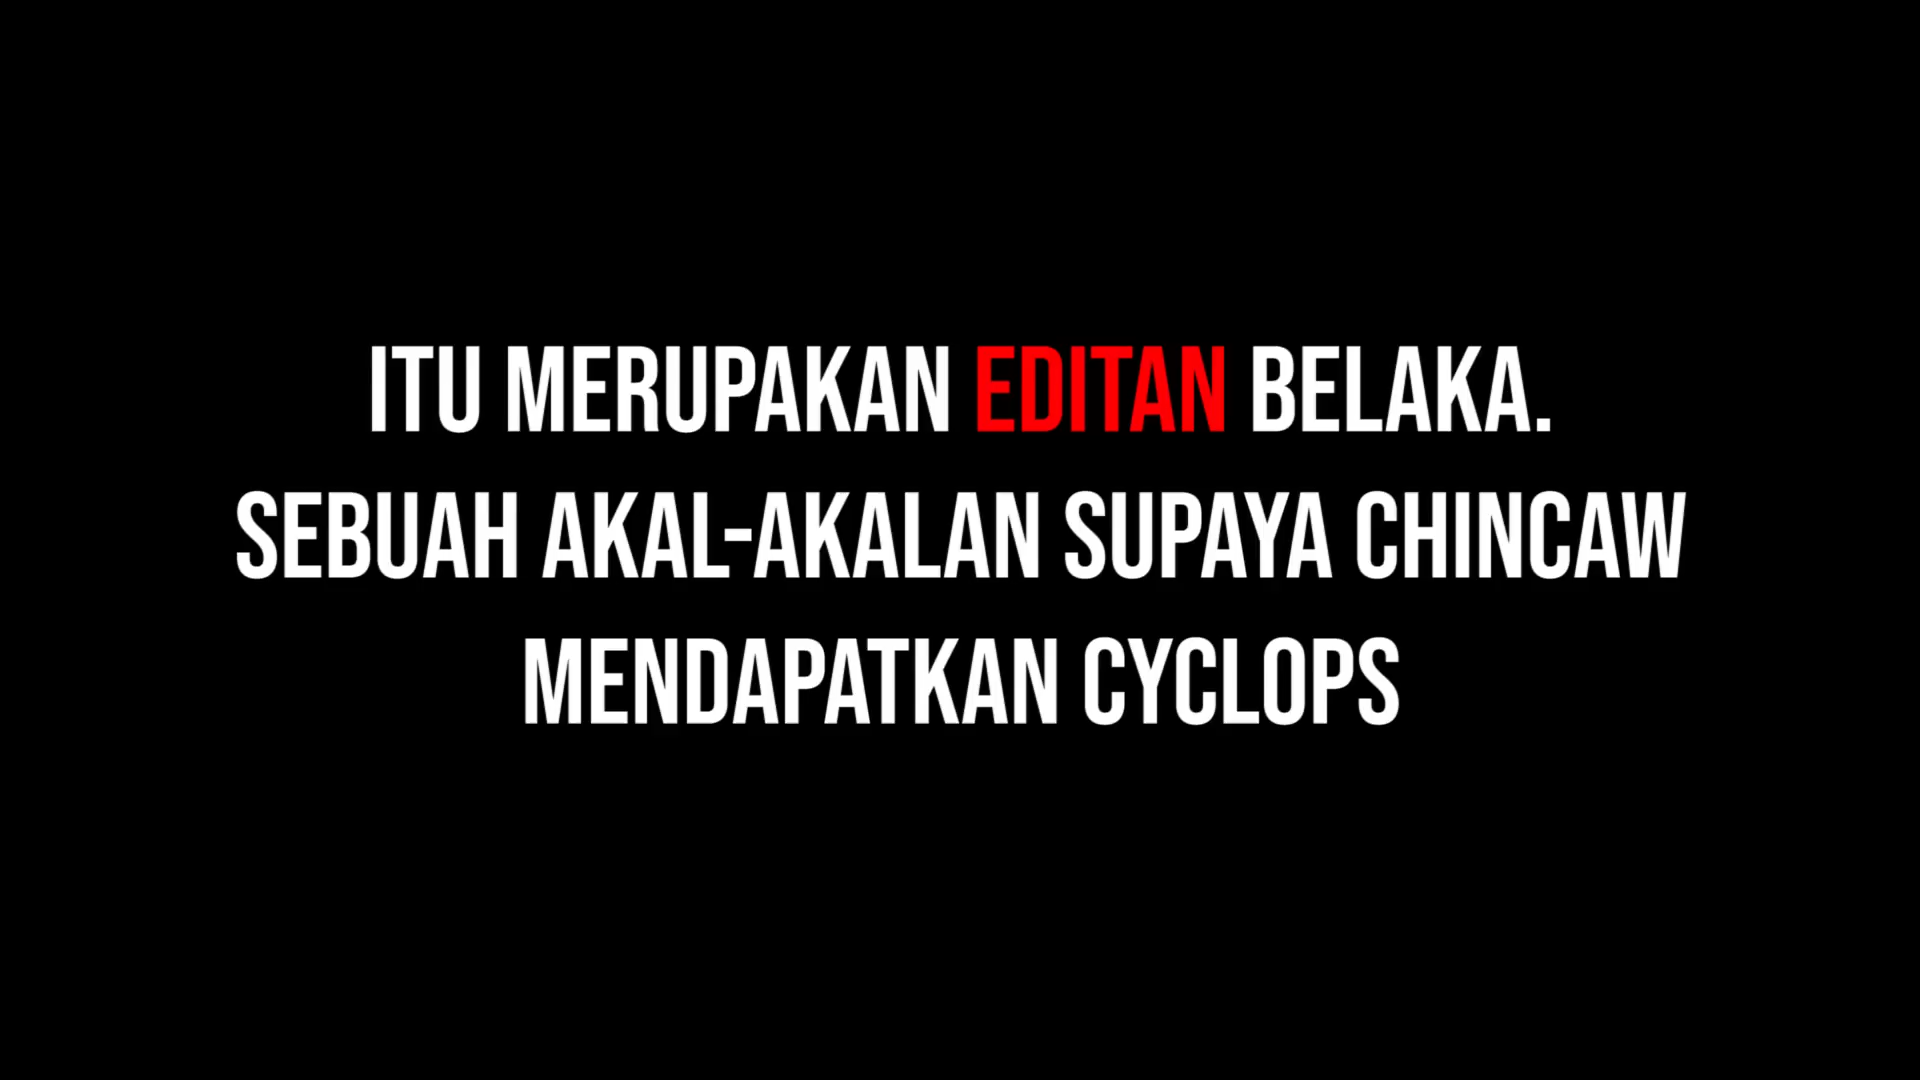 ITU MERUPAKAN EDITAN BELAKA.
SEBUAH AKAL-AKALAN SUPAYA CHINCAW
MENDAPATKAN CYCLOPS